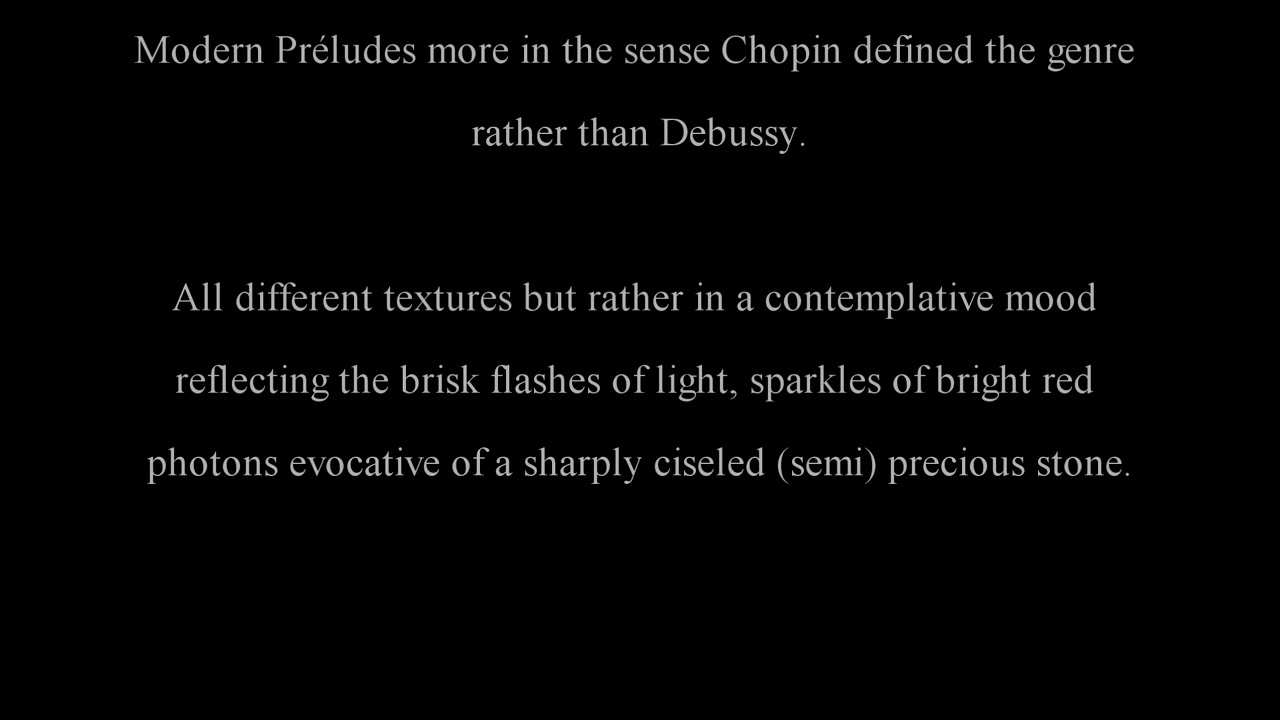 Modern Préludes more in the sense Chopin defined the genre
rather than Debussy.
All different textures but rather in a contemplative mood
reflecting the brisk flashes of light, sparkles of bright red
photons evocative of a sharply ciseled (semi) precious stone.